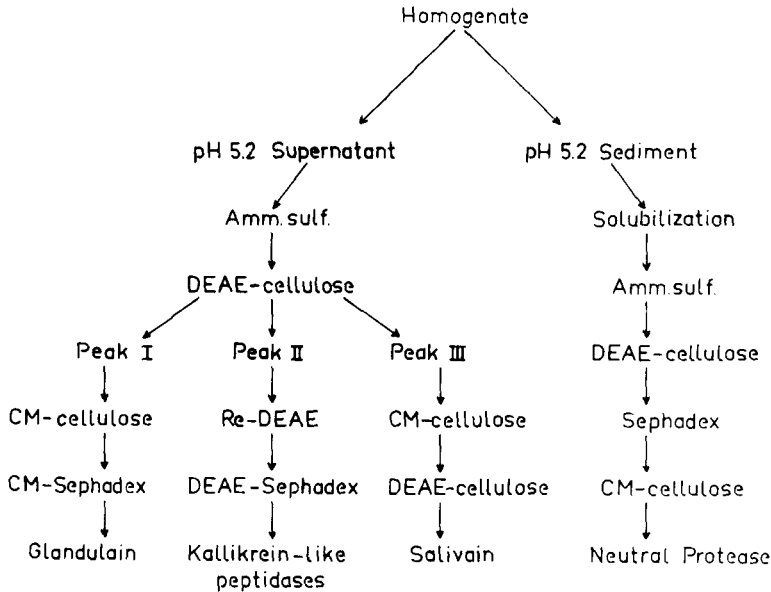 Homogenate
pH 5.2 Supernatant
pH 5.2 Sediment
Amm. sulf.
Solubilization
DEAE-cellulose
Amm. sulf.
Peak I
Peak II
Peak III
DEAE-cellulose
CM-cellulose
Re-DEAE
CM-cellulose
Sephadex
CM-Sephadex
DEAE-Sephadex
DEAE-cellulose
CM-cellulose
Glandulain
Kallikrein-like
peptidases
Salivain
Neutral Protease